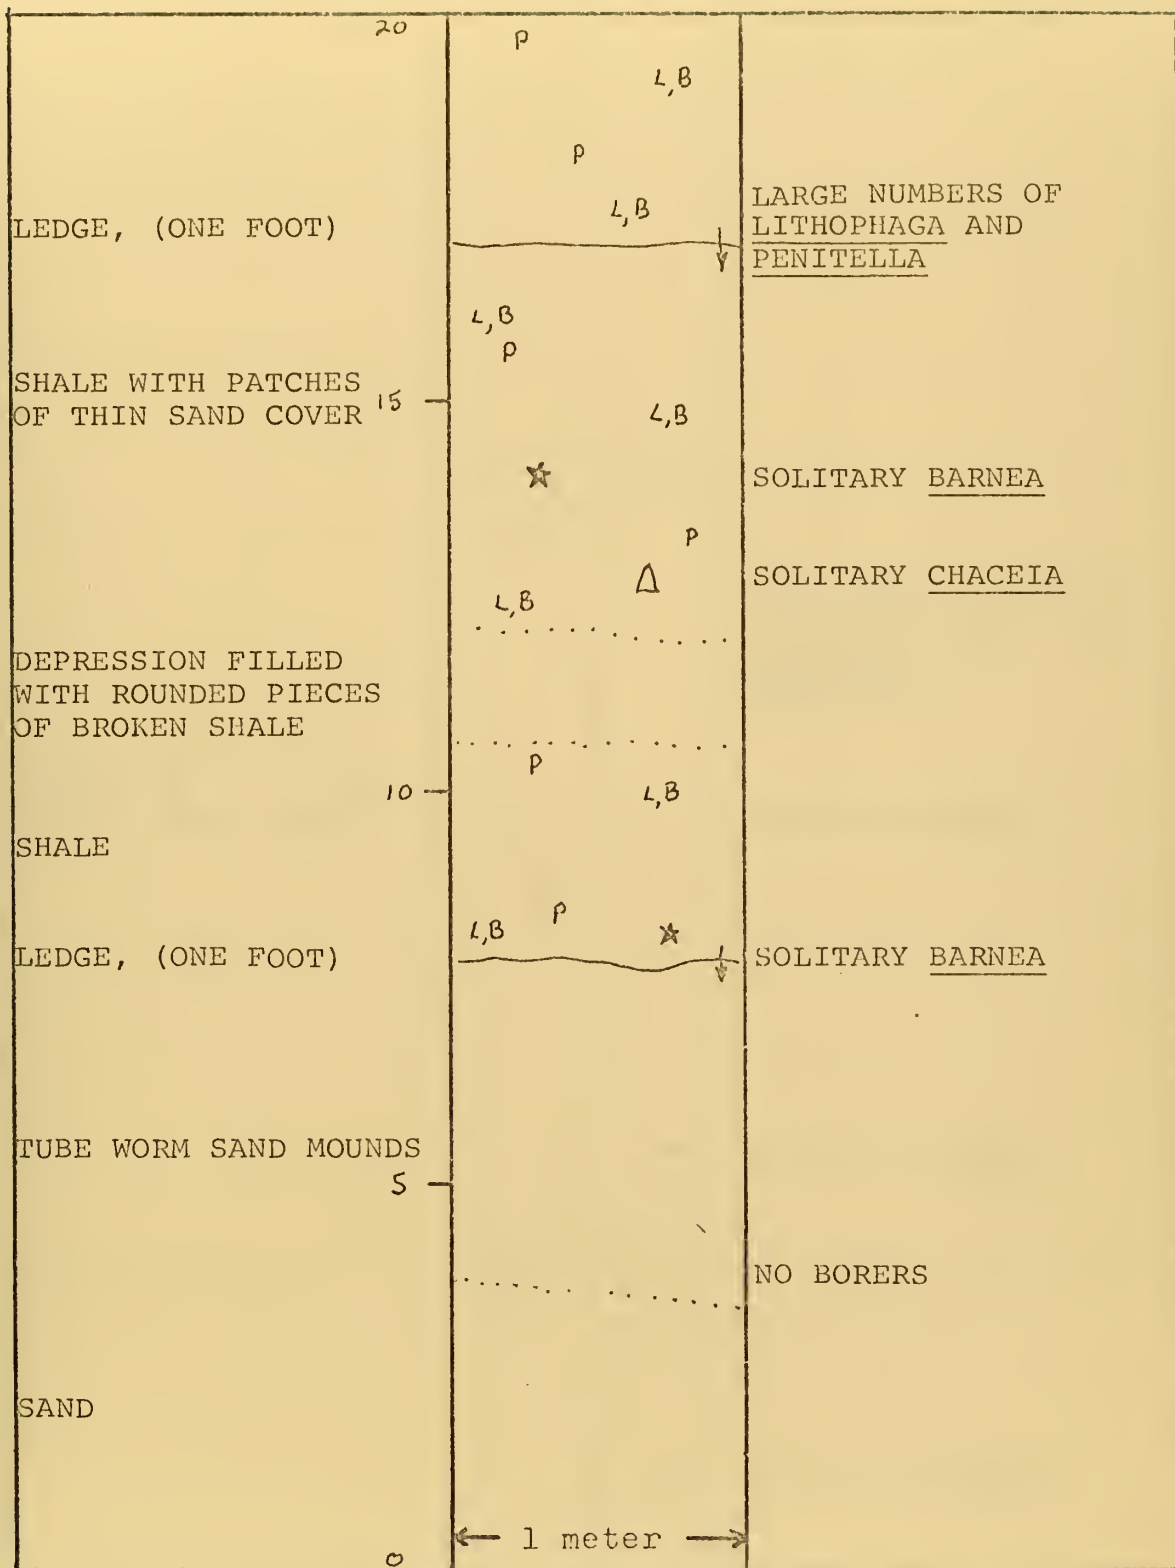 20
P
L,B
P
L,B
LARGE NUMBERS OF
LITHOPHAGA AND
PENITELLA
LEDGE, (ONE FOOT)
L,B
P
SHALE WITH PATCHES
OF THIN SAND COVER
15
L,B
SOLITARY BARNEA
P
SOLITARY CHACEIA
L,B
DEPRESSION FILLED
WITH ROUNDED PIECES
OF BROKEN SHALE
P
10
L,B
SHALE
P
L,B
LEDGE, (ONE FOOT)
SOLITARY BARNEA
TUBE WORM SAND MOUNDS
5
NO BORERS
SAND
1 meter
0